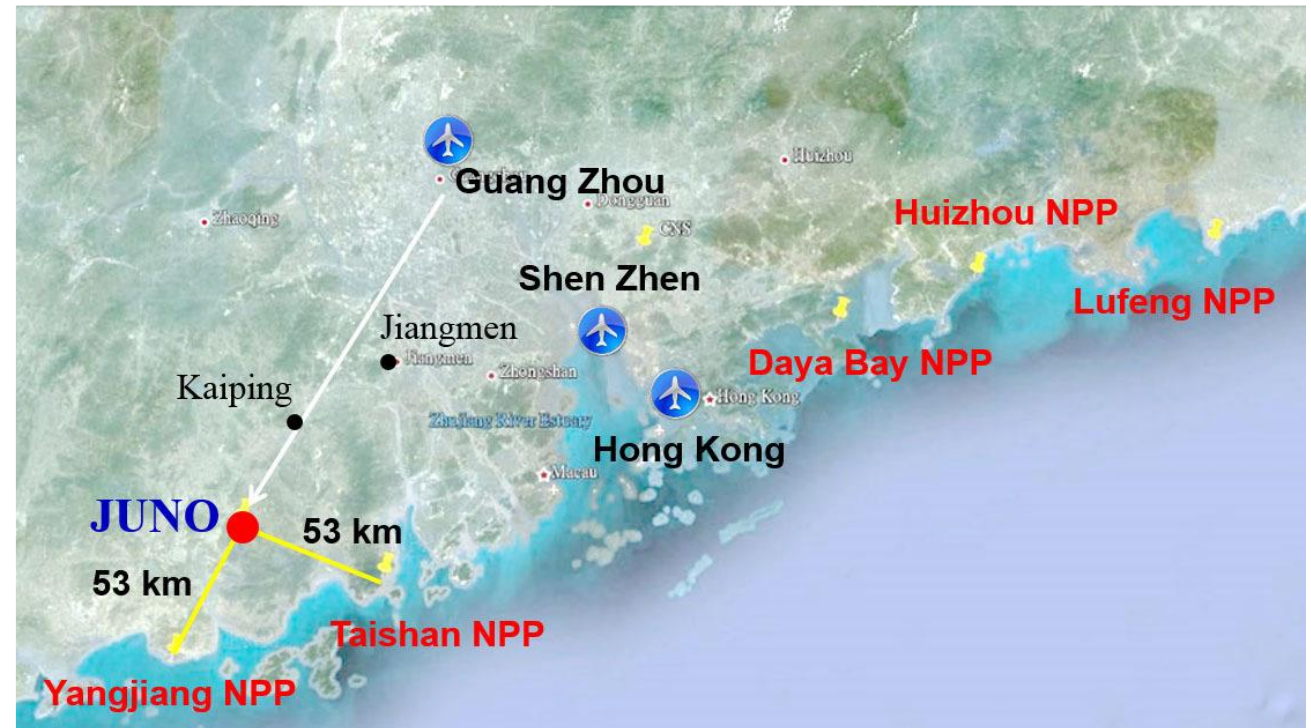 Guang Zhou
Huizhou
Dongguan
Zhaoqing
CNS
Huizhou NPP
Shen Zhen
Lufeng NPP
Jiangmen
Jiangmen
Zhongshan
Daya Bay NPP
Kaiping
Hong Kong
Zhujiang River Estuary
Hong Kong
Macau
JUNO
53 km
53 km
Taishan NPP
Yangjiang NPP